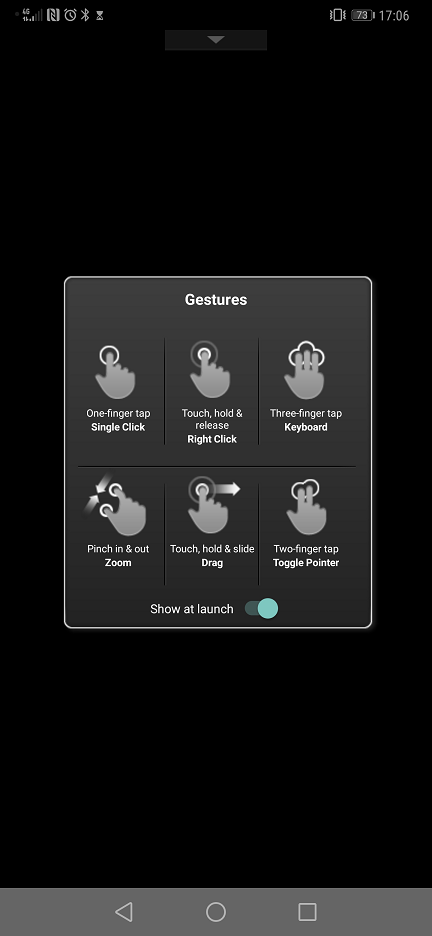 4G
73
17:06
Gestures
One-finger tap
Single Click
Touch, hold &
release
Right Click
Three-finger tap
Keyboard
Pinch in & out
Zoom
Touch, hold & slide
Drag
Two-finger tap
Toggle Pointer
Show at launch